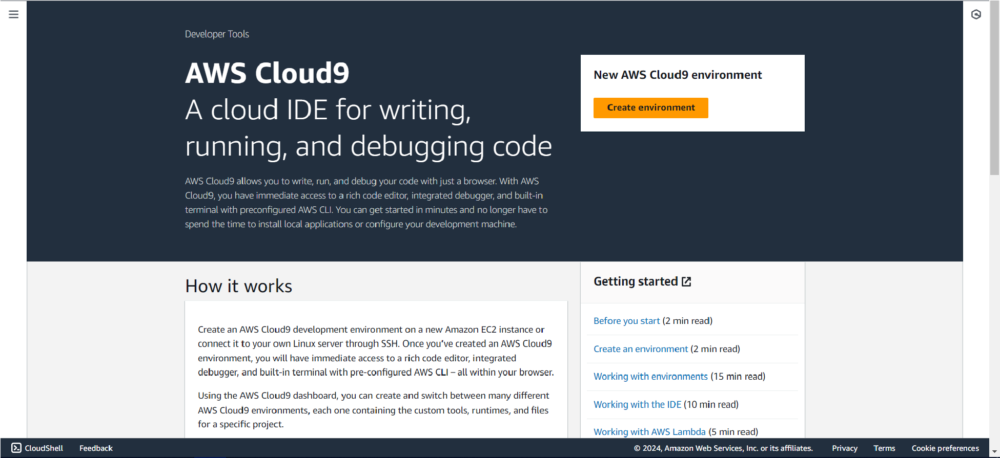 Developer Tools
AWS Cloud9
A cloud IDE for writing,
running, and debugging code
AWS Cloud9 allows you to write, run, and debug your code with just a browser. With AWS
Cloud9, you have immediate access to a rich code editor, integrated debugger, and built-in
terminal with preconfigured AWS CLI. You can get started in minutes and no longer have to
spend the time to install local applications or configure your development machine.
New AWS Cloud9 environment
Create environment
How it works
Create an AWS Cloud9 development environment on a new Amazon EC2 instance or
connect it to your own Linux server through SSH. Once you've created an AWS Cloud9
environment, you will have immediate access to a rich code editor, integrated
debugger, and built-in terminal with pre-configured AWS CLI – all within your browser.
Using the AWS Cloud9 dashboard, you can create and switch between many different
AWS Cloud9 environments, each one containing the custom tools, runtimes, and files
for a specific project.
Getting started
Before you start (2 min read)
Create an environment (2 min read)
Working with environments (15 min read)
Working with the IDE (10 min read)
Working with AWS Lambda (5 min read)
CloudShell
Feedback
© 2024, Amazon Web Services, Inc. or its affiliates.
Privacy
Terms
Cookie preferences